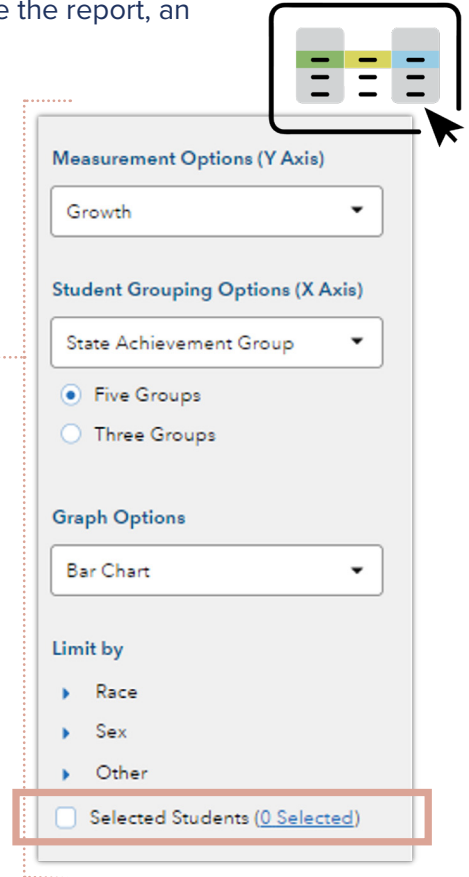 e the report, an
Measurement Options (Y Axis)
Growth
Student Grouping Options (X Axis)
State Achievement Group
Five Groups
Three Groups
Graph Options
Bar Chart
Limit by
Race
Sex
Other
Selected Students (0 Selected)